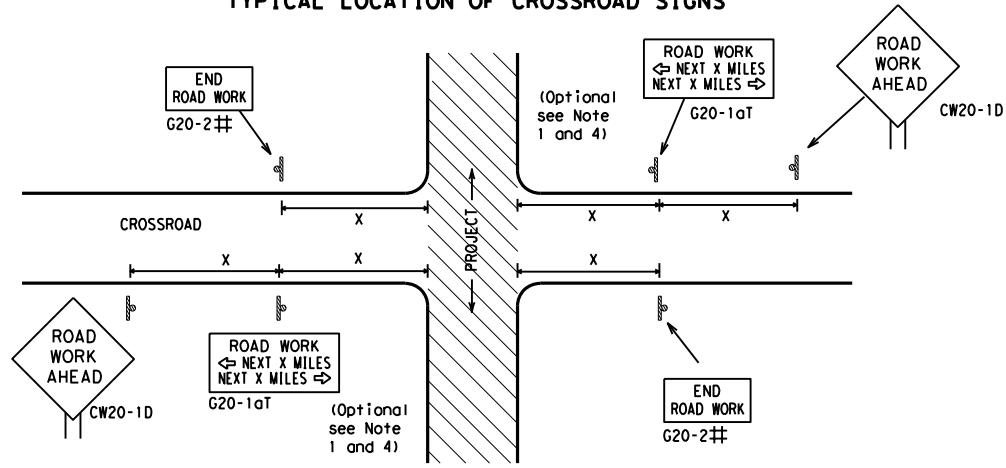 TYPICAL LOCATION OF CROSSROAD SIGNS
END
ROAD WORK
G20-2#
ROAD WORK
⇦ NEXT X MILES
NEXT X MILES ⇨
G20-1aT
(Optional
see Note
1 and 4)
ROAD
WORK
AHEAD
CW20-1D
X
X
X
CROSSROAD
PROJECT
X
X
X
ROAD
WORK
AHEAD
CW20-1D
ROAD WORK
⇦ NEXT X MILES
NEXT X MILES ⇨
G20-1aT
(Optional
see Note
1 and 4)
END
ROAD WORK
G20-2#